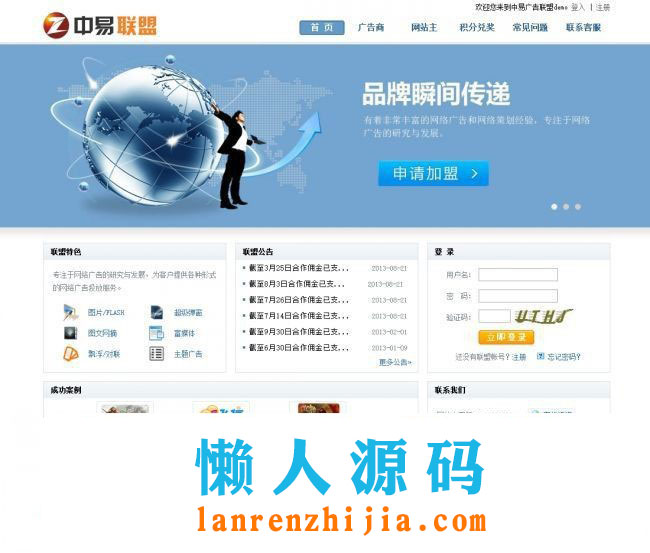 欢迎您来到中易广告联盟demo 登入 | 注册
中易联盟
首 页 广告商 网站主 积分兑奖 常见问题 联系客服
品牌瞬间传递
有着非常丰富的网络广告和网络策划经验，专注于网络
广告的研究与发展。
申请加盟 >
联盟特色
专注于网络广告的研究与发展，为客户提供各种形式
的网络广告投放服务。
图片/FLASH 超级弹窗
图文网摘 富媒体
飘浮/对联 主题广告
联盟公告
截至3月25日合作佣金已支... 2013-08-21
截至8月3日合作佣金已支... 2013-08-21
截至7月26日合作佣金已支... 2013-08-21
截至7月14日合作佣金已支... 2013-08-21
截至9月30日合作佣金已支... 2013-02-01
截至6月30日合作佣金已支... 2013-01-09
更多公告»
登 录
用户名：
密 码：
验证码： UTHJ
立即登录
还没有联盟帐号? 注册 忘记密码?
成功案例
联系我们
懒人源码
lanrenzhijia.com